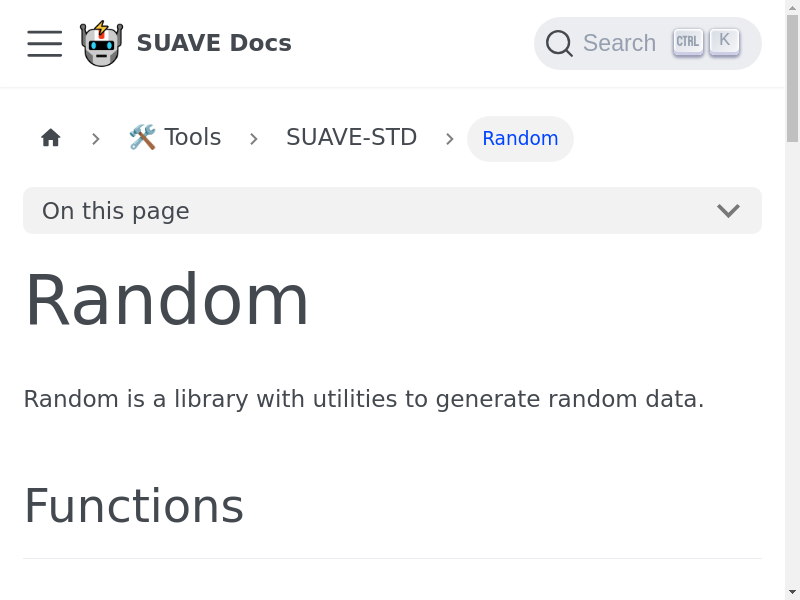 SUAVE Docs
Search CTRL K
🛠️ Tools SUAVE-STD Random
On this page
Random
Random is a library with utilities to generate random data.
Functions